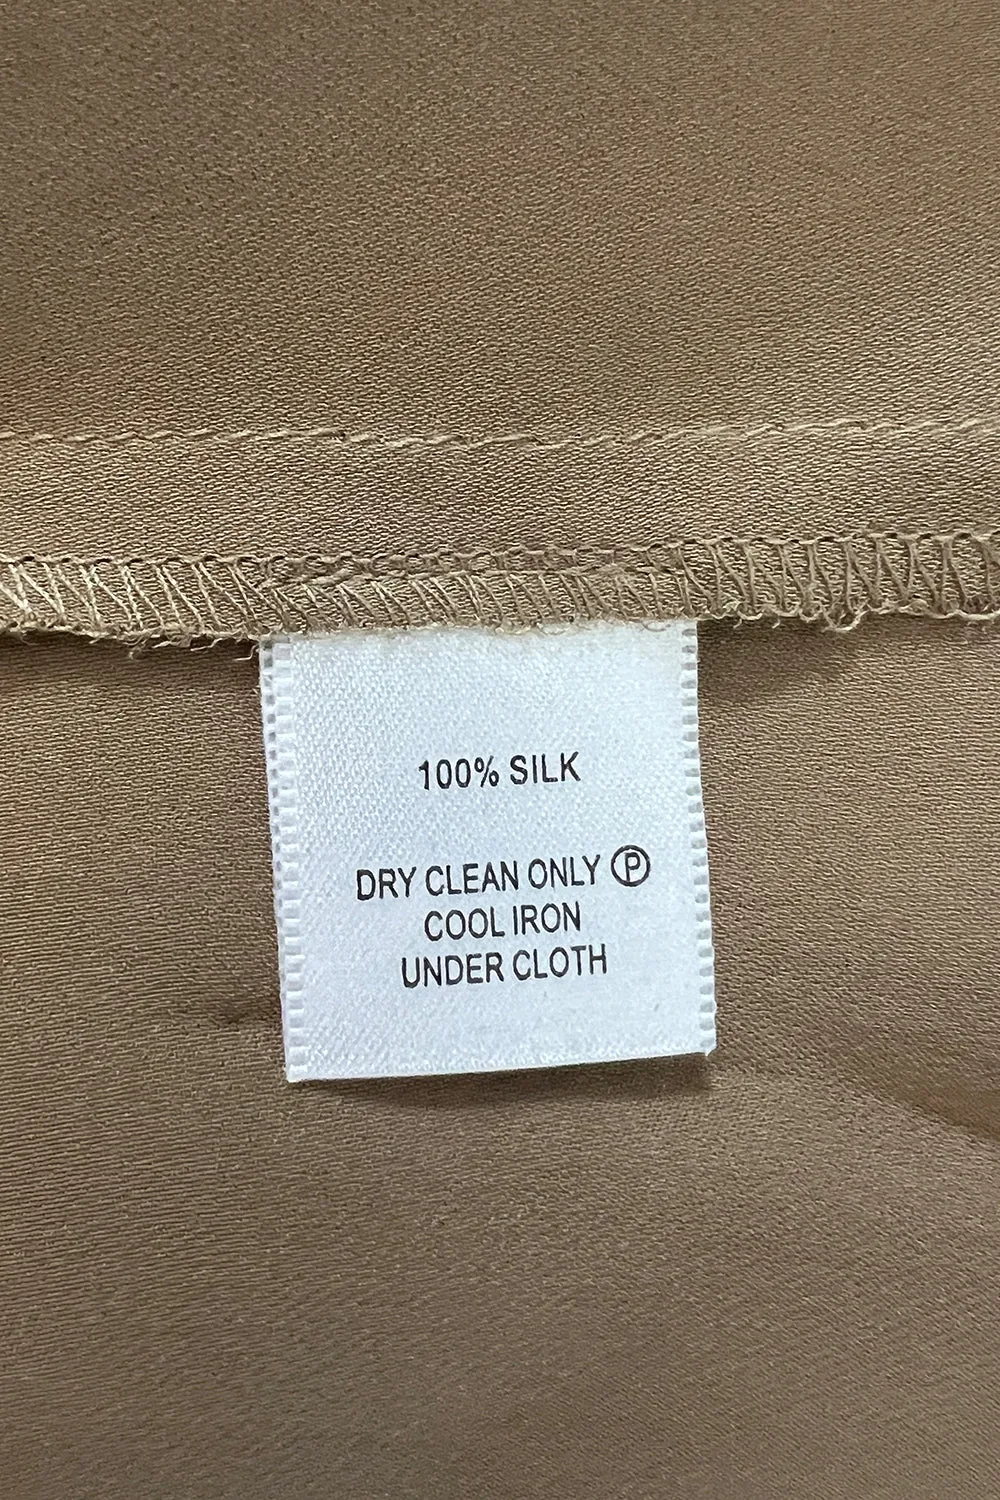 100% SILK
DRY CLEAN ONLY Ⓟ
COOL IRON
UNDER CLOTH